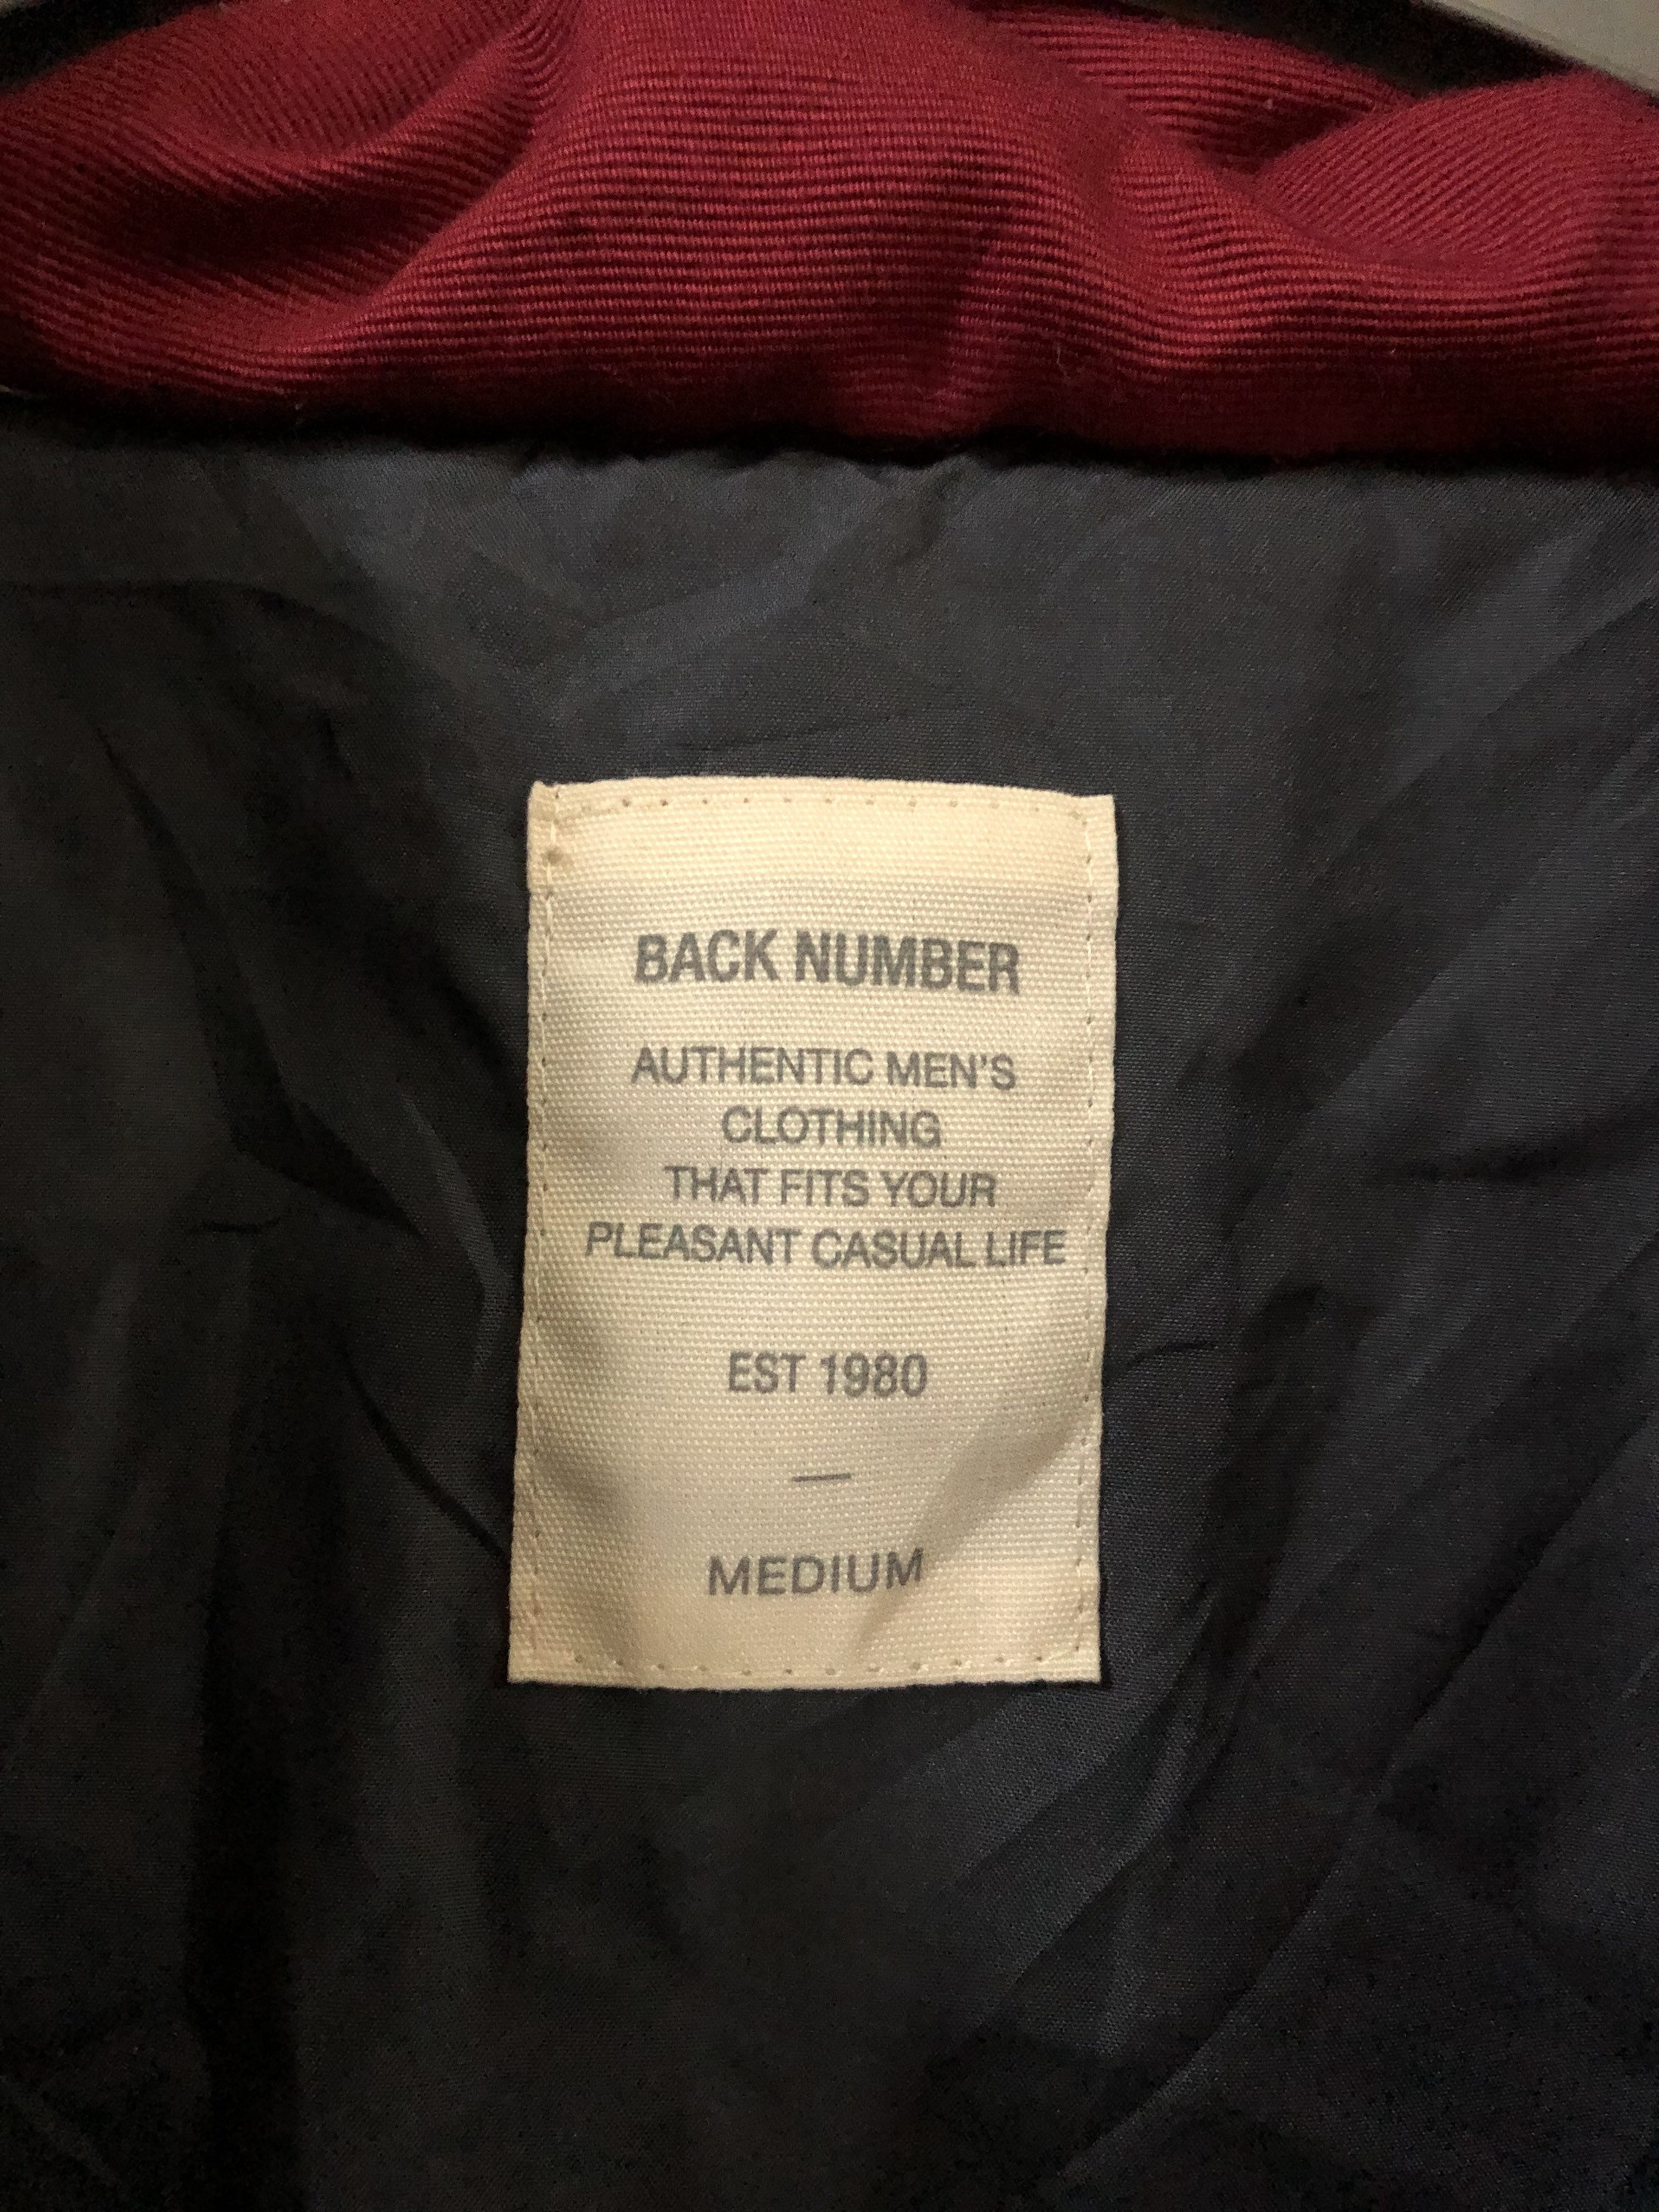 BACK NUMBER
AUTHENTIC MEN'S
CLOTHING
THAT FITS YOUR
PLEASANT CASUAL LIFE
EST 1980
—
MEDIUM